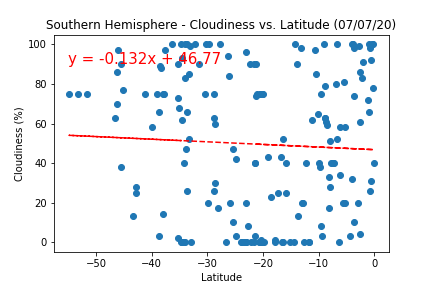 Southern Hemisphere - Cloudiness vs. Latitude (07/07/20)
100
y = -0.132x + 46.77
80
60
40
20
0
Cloudiness (%)
−50 −40 −30 −20 −10 0
Latitude